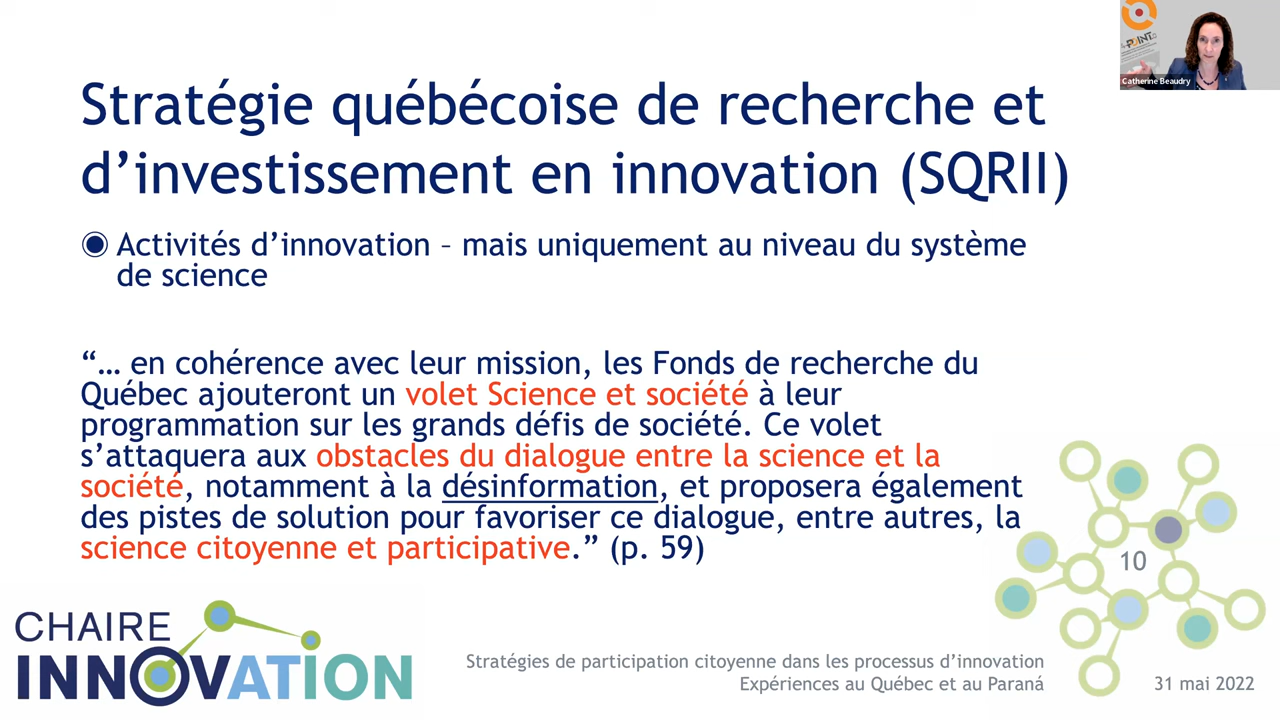 Stratégie québécoise de recherche et
d’investissement en innovation (SQRII)
Activités d’innovation – mais uniquement au niveau du système
de science
“… en cohérence avec leur mission, les Fonds de recherche du
Québec ajouteront un volet Science et société à leur
programmation sur les grands défis de société. Ce volet
s’attaquera aux obstacles du dialogue entre la science et la
société, notamment à la désinformation, et proposera également
des pistes de solution pour favoriser ce dialogue, entre autres, la
science citoyenne et participative.” (p. 59)
10
CHAIRE
INNOVATION
Stratégies de participation citoyenne dans les processus d’innovation
Expériences au Québec et au Paraná
31 mai 2022
POINT
Catherine Beaudry